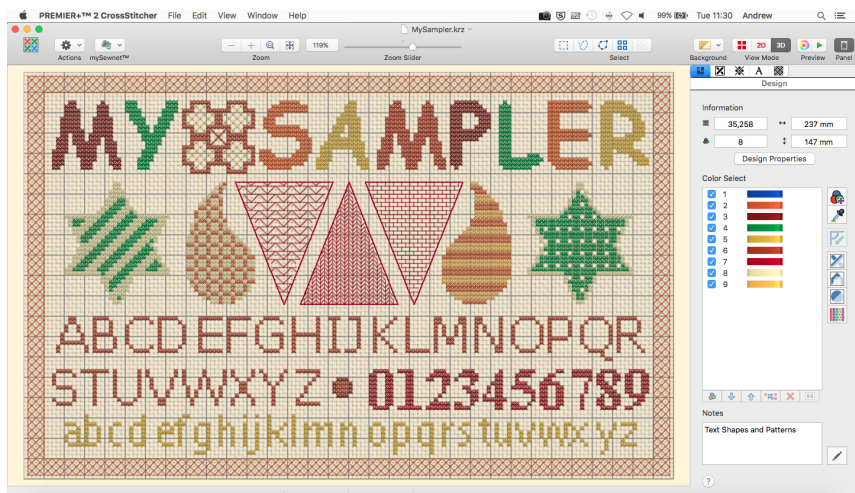 PREMIER+™ 2 CrossStitcher File Edit View Window Help 99% Tue 11:30 Andrew
MySampler.krz
119%
Actions mySewnet™ Zoom Zoom Slider Select Background View Mode Preview Panel
2D 3D
A
Design
Information
35,258 237 mm
8 147 mm
Design Properties
Color Select
1
2
3
4
5
6
7
8
9
Notes
Text Shapes and Patterns
?
MY SAMPLER
ABCDEFGHIJKLMNOPQR
STUVWXYZ 0123456789
abcdefghijklmnopqrstuvwxyz